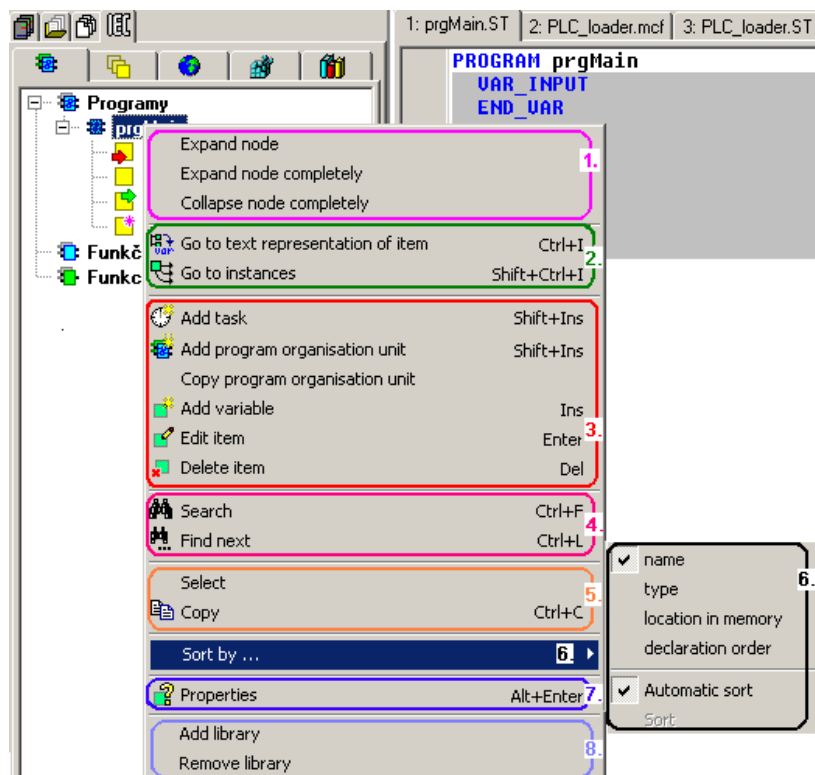 IEC
1: prgMain.ST 2: PLC_loader.mcf 3: PLC_loader.ST
PROGRAM prgMain
VAR_INPUT
END_VAR
Programy
prgMain
Funkč
Funkc
Expand node
1.
Expand node completely
Collapse node completely
Go to text representation of item Ctrl+I
2.
Go to instances Shift+Ctrl+I
Add task Shift+Ins
Add program organisation unit Shift+Ins
Copy program organisation unit
Add variable Ins
Edit item Enter 3.
Delete item Del
Search Ctrl+F
4.
Find next Ctrl+L
Select
5.
Copy Ctrl+C
Sort by ... 6.
Properties Alt+Enter 7.
Add library
8.
Remove library
name
6.
type
location in memory
declaration order
Automatic sort
Sort